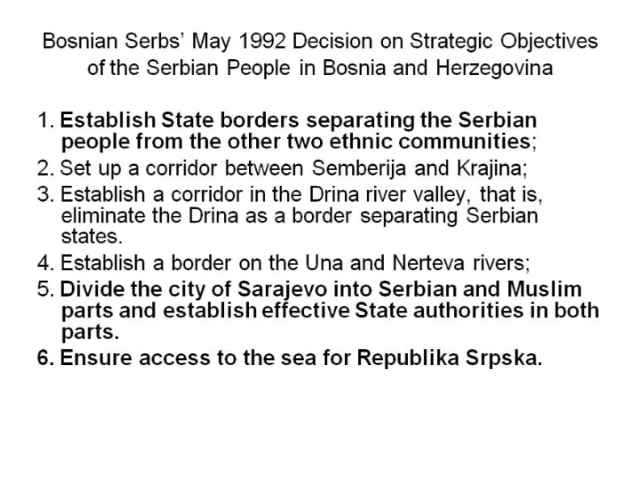 Bosnian Serbs' May 1992 Decision on Strategic Objectives
of the Serbian People in Bosnia and Herzegovina
1. Establish State borders separating the Serbian
people from the other two ethnic communities;
2. Set up a corridor between Semberija and Krajina;
3. Establish a corridor in the Drina river valley, that is,
eliminate the Drina as a border separating Serbian
states.
4. Establish a border on the Una and Nerteva rivers;
5. Divide the city of Sarajevo into Serbian and Muslim
parts and establish effective State authorities in both
parts.
6. Ensure access to the sea for Republika Srpska.